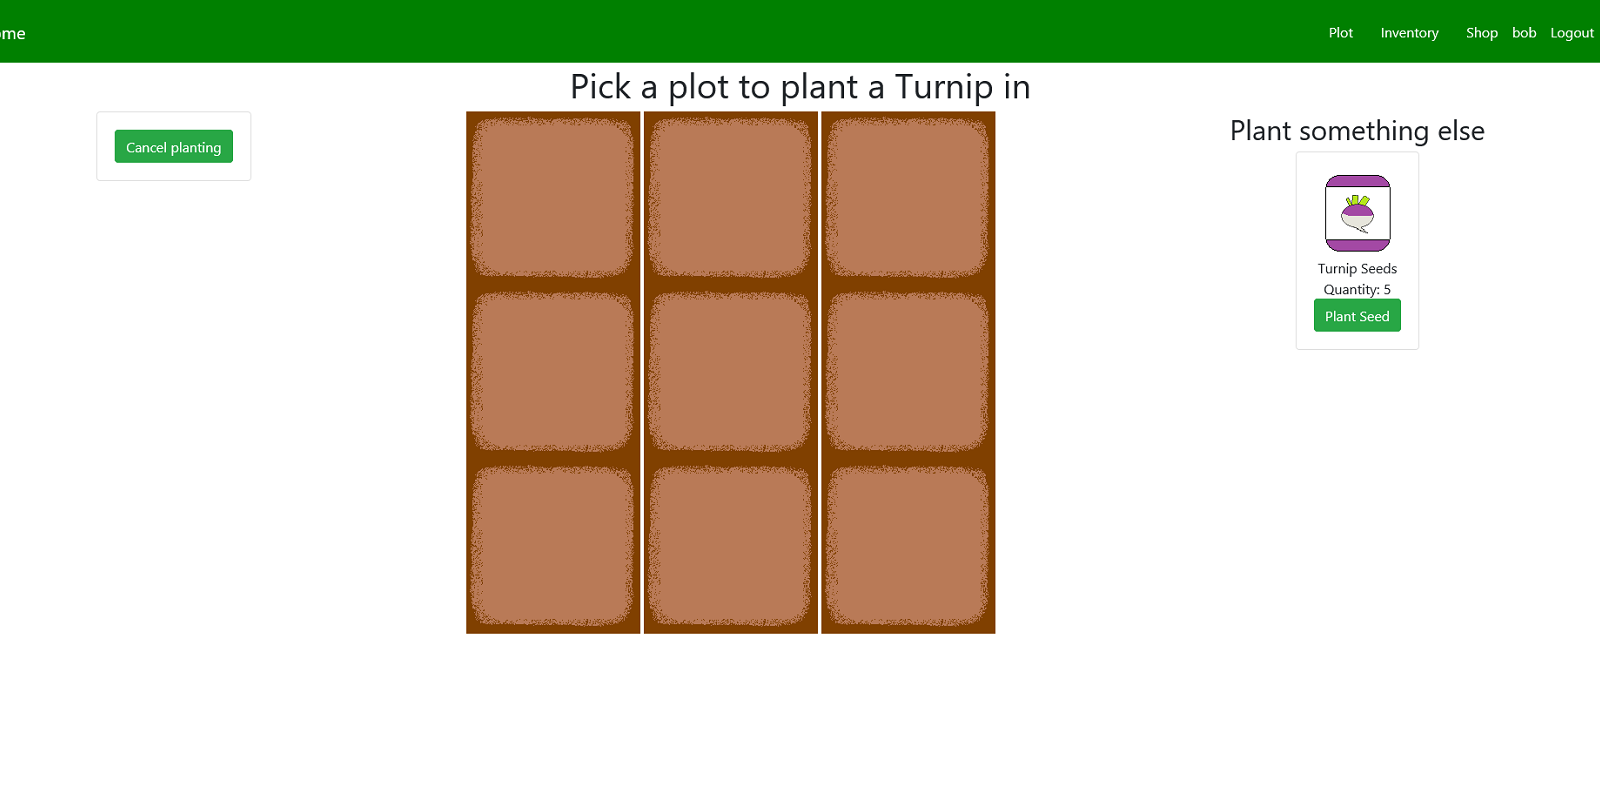 ome Plot Inventory Shop bob Logout
Pick a plot to plant a Turnip in
Cancel planting
Plant something else
Turnip Seeds
Quantity: 5
Plant Seed